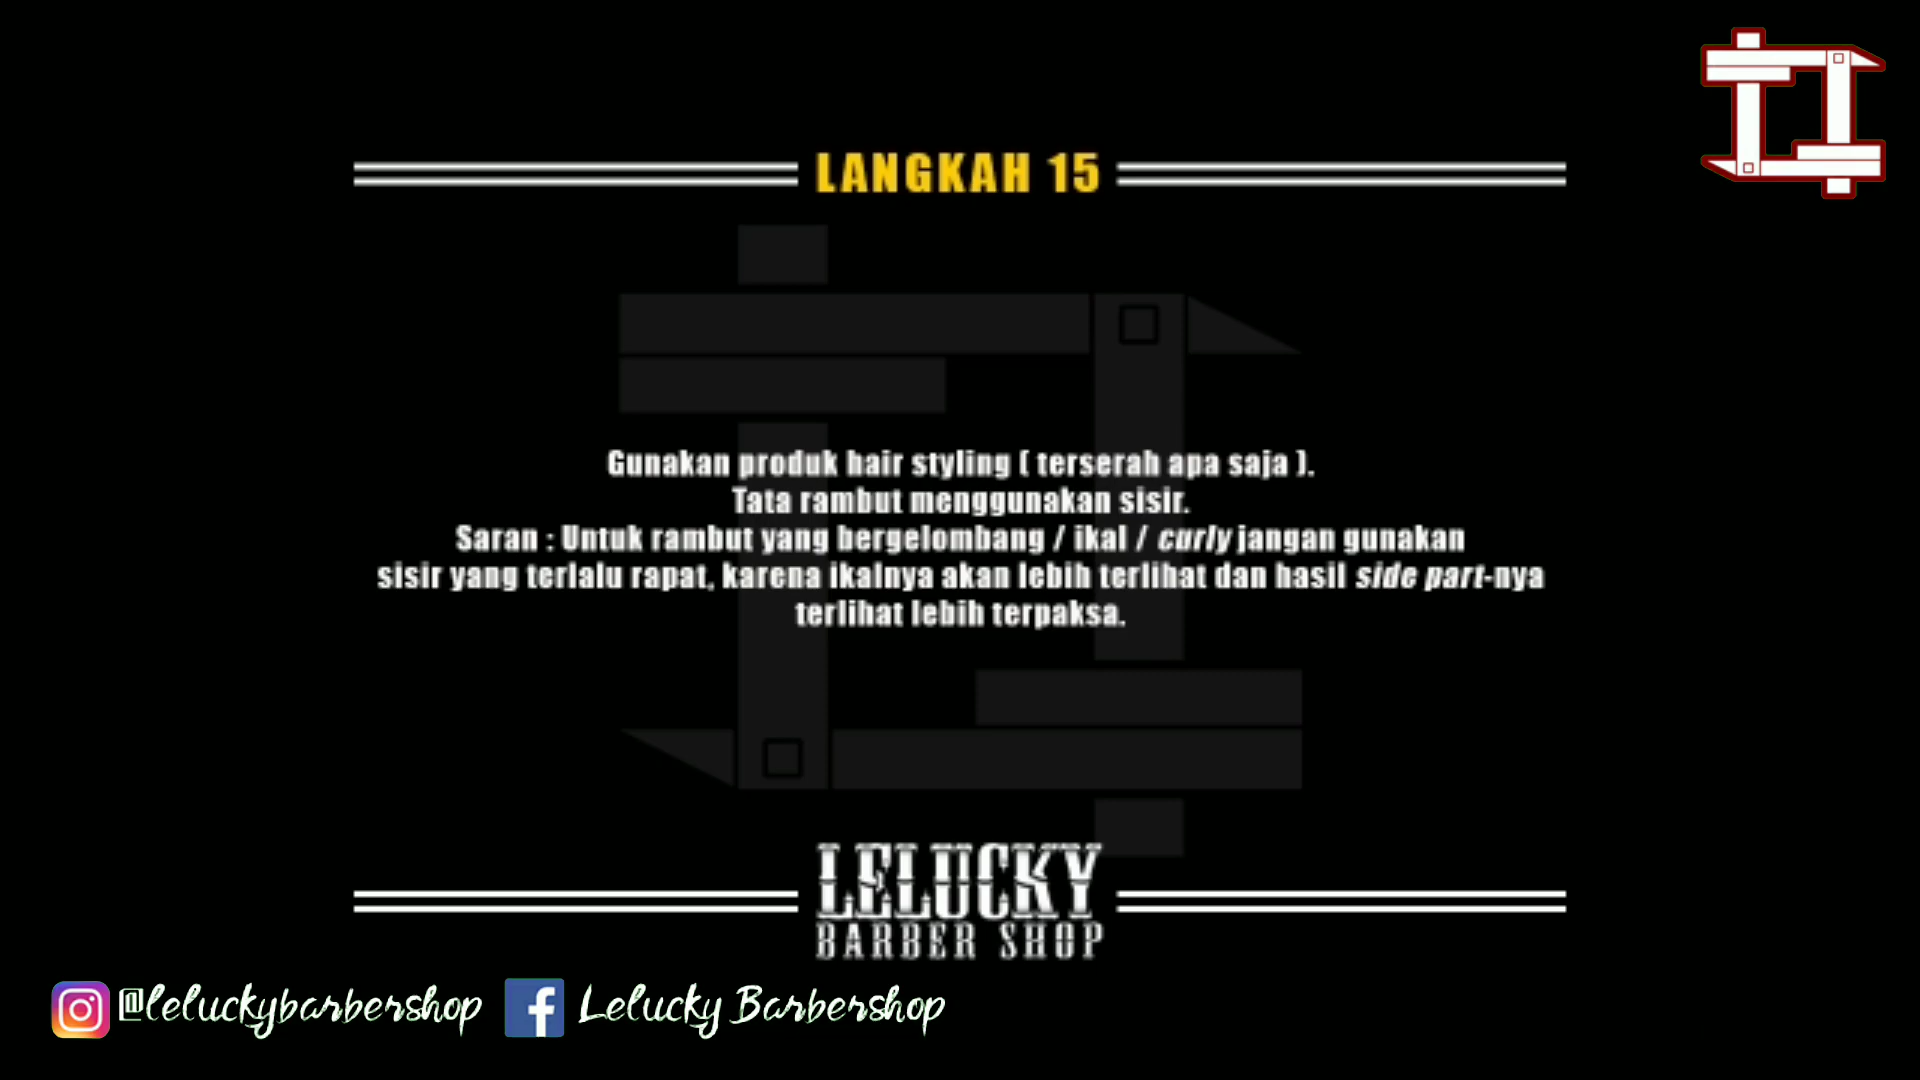 LANGKAH 15
Gunakan produk hair styling ( terserah apa saja ).
Tata rambut menggunakan sisir.
Saran : Untuk rambut yang bergelombang / ikal / curly jangan gunakan
sisir yang terlalu rapat, karena ikalnya akan lebih terlihat dan hasil side part-nya
terlihat lebih terpaksa.
LELUCKY
BARBER SHOP
@leluckybarbershop
Lelucky Barbershop